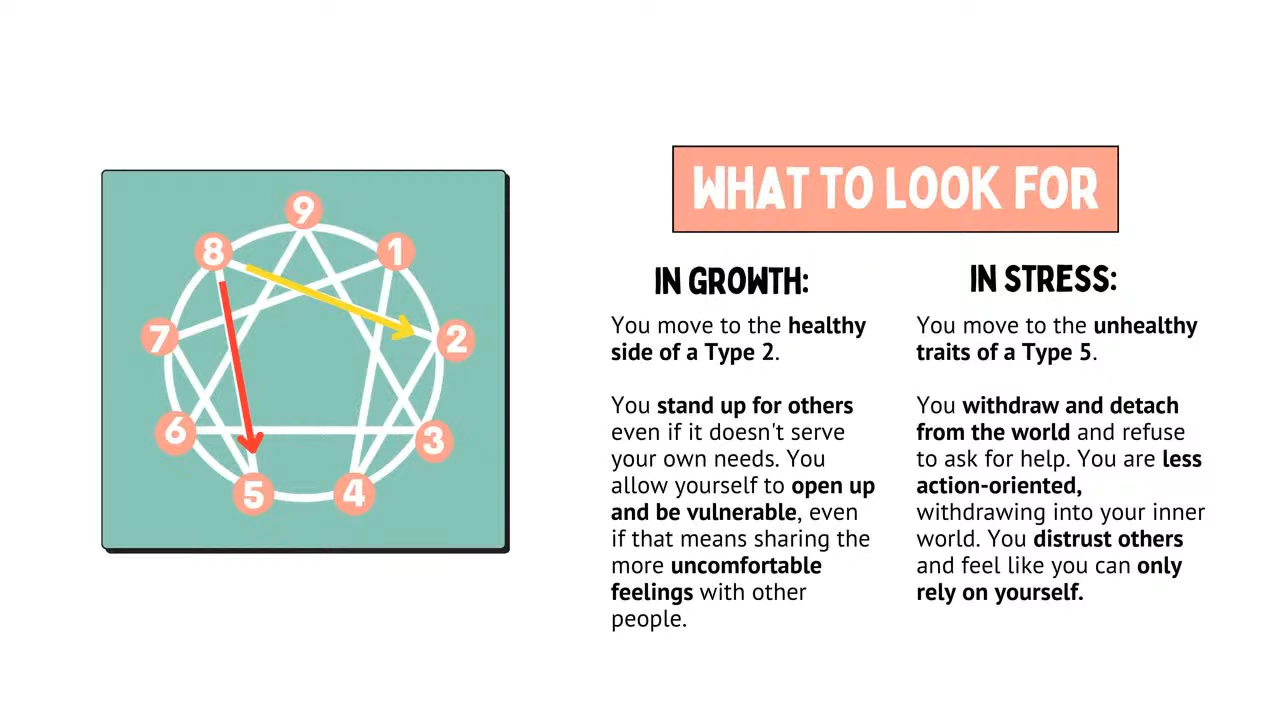 9
8
1
7
2
6
3
5
4
WHAT TO LOOK FOR
IN GROWTH:
You move to the healthy
side of a Type 2.
You stand up for others
even if it doesn't serve
your own needs. You
allow yourself to open up
and be vulnerable, even
if that means sharing the
more uncomfortable
feelings with other
people.
IN STRESS:
You move to the unhealthy
traits of a Type 5.
You withdraw and detach
from the world and refuse
to ask for help. You are less
action-oriented,
withdrawing into your inner
world. You distrust others
and feel like you can only
rely on yourself.